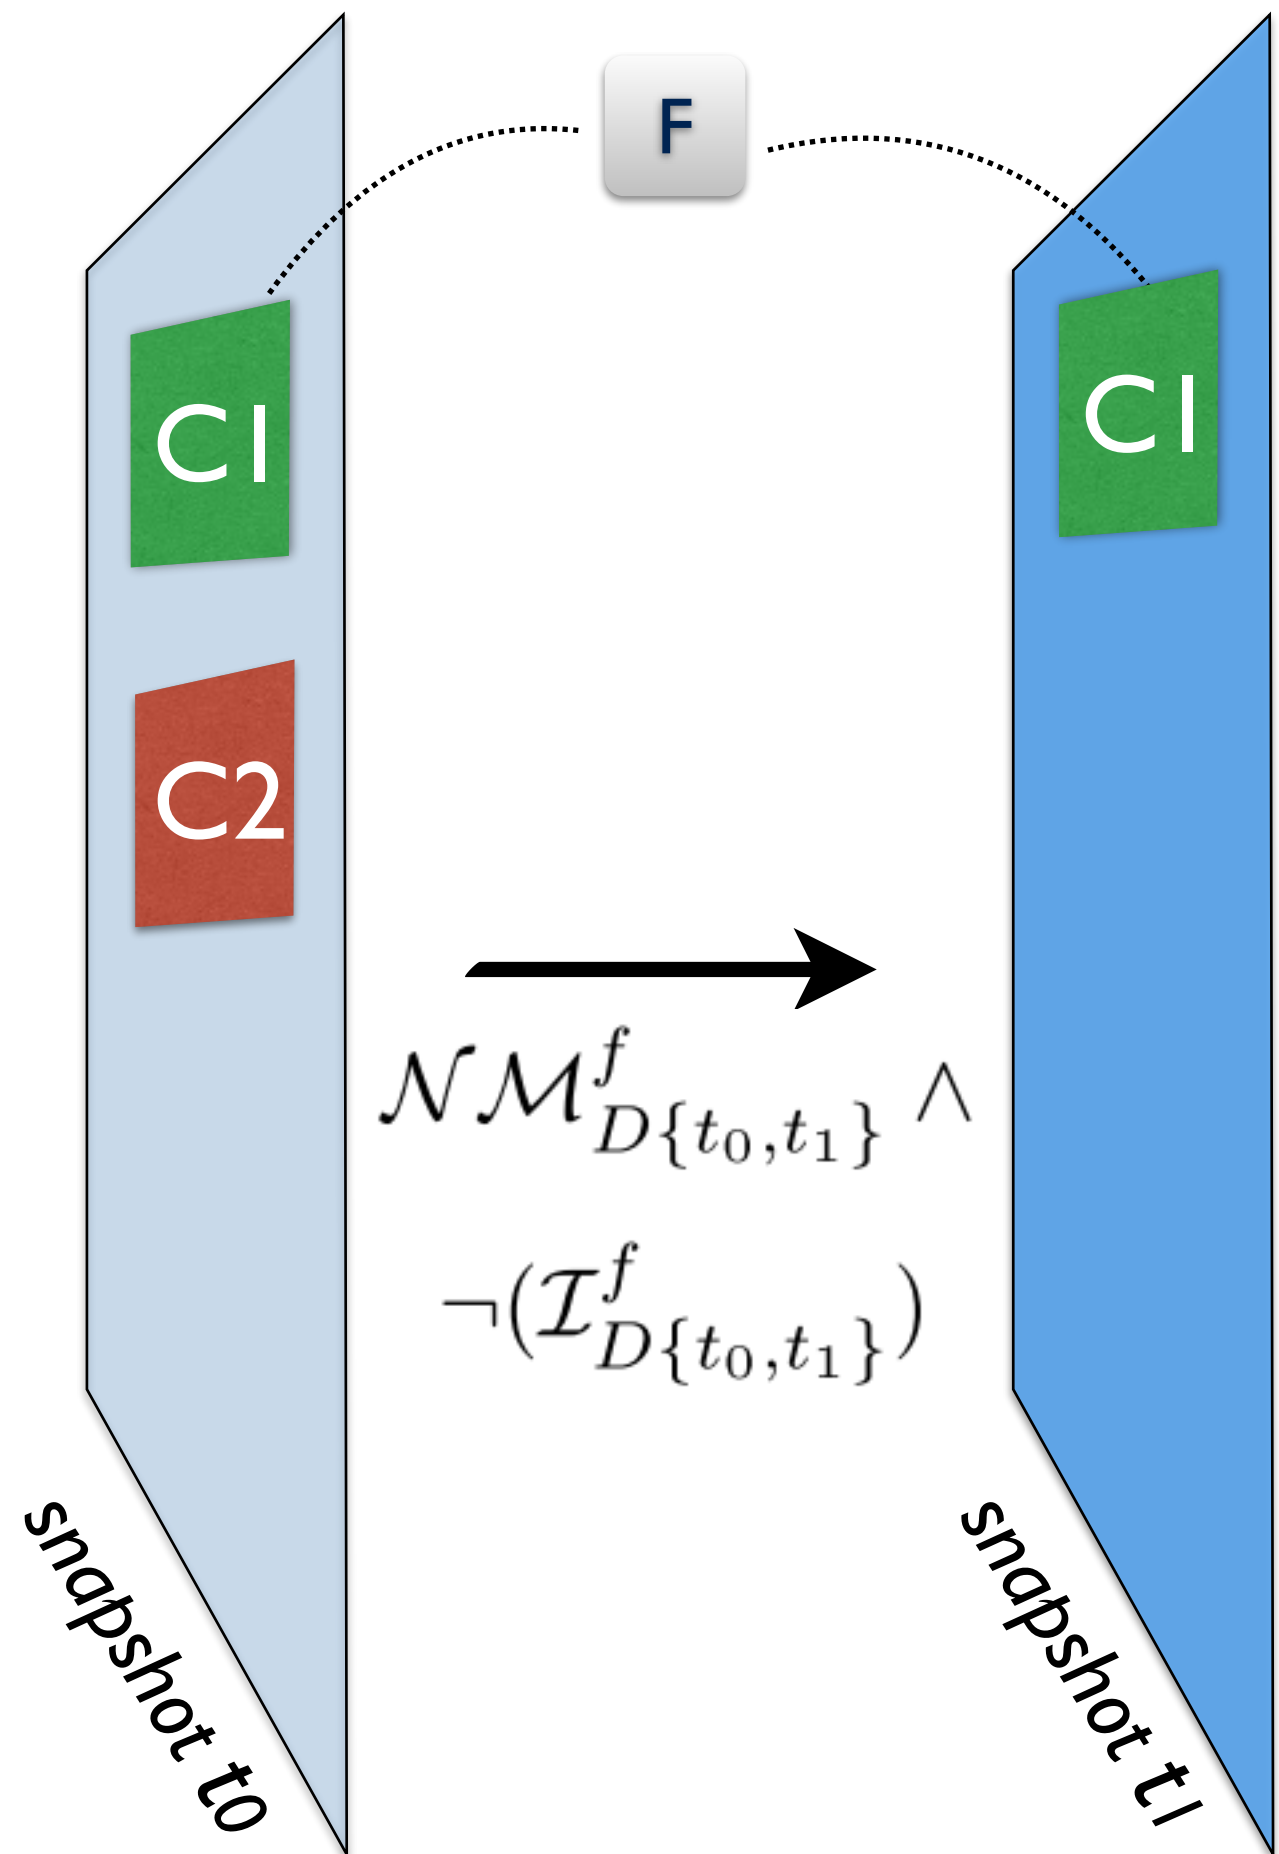 F
C1
C1
C2
𝒩ℳ^f_{D{t_0,t_1}} ∧
¬(ℐ^f_{D{t_0,t_1}})
snapshot t0
snapshot t1